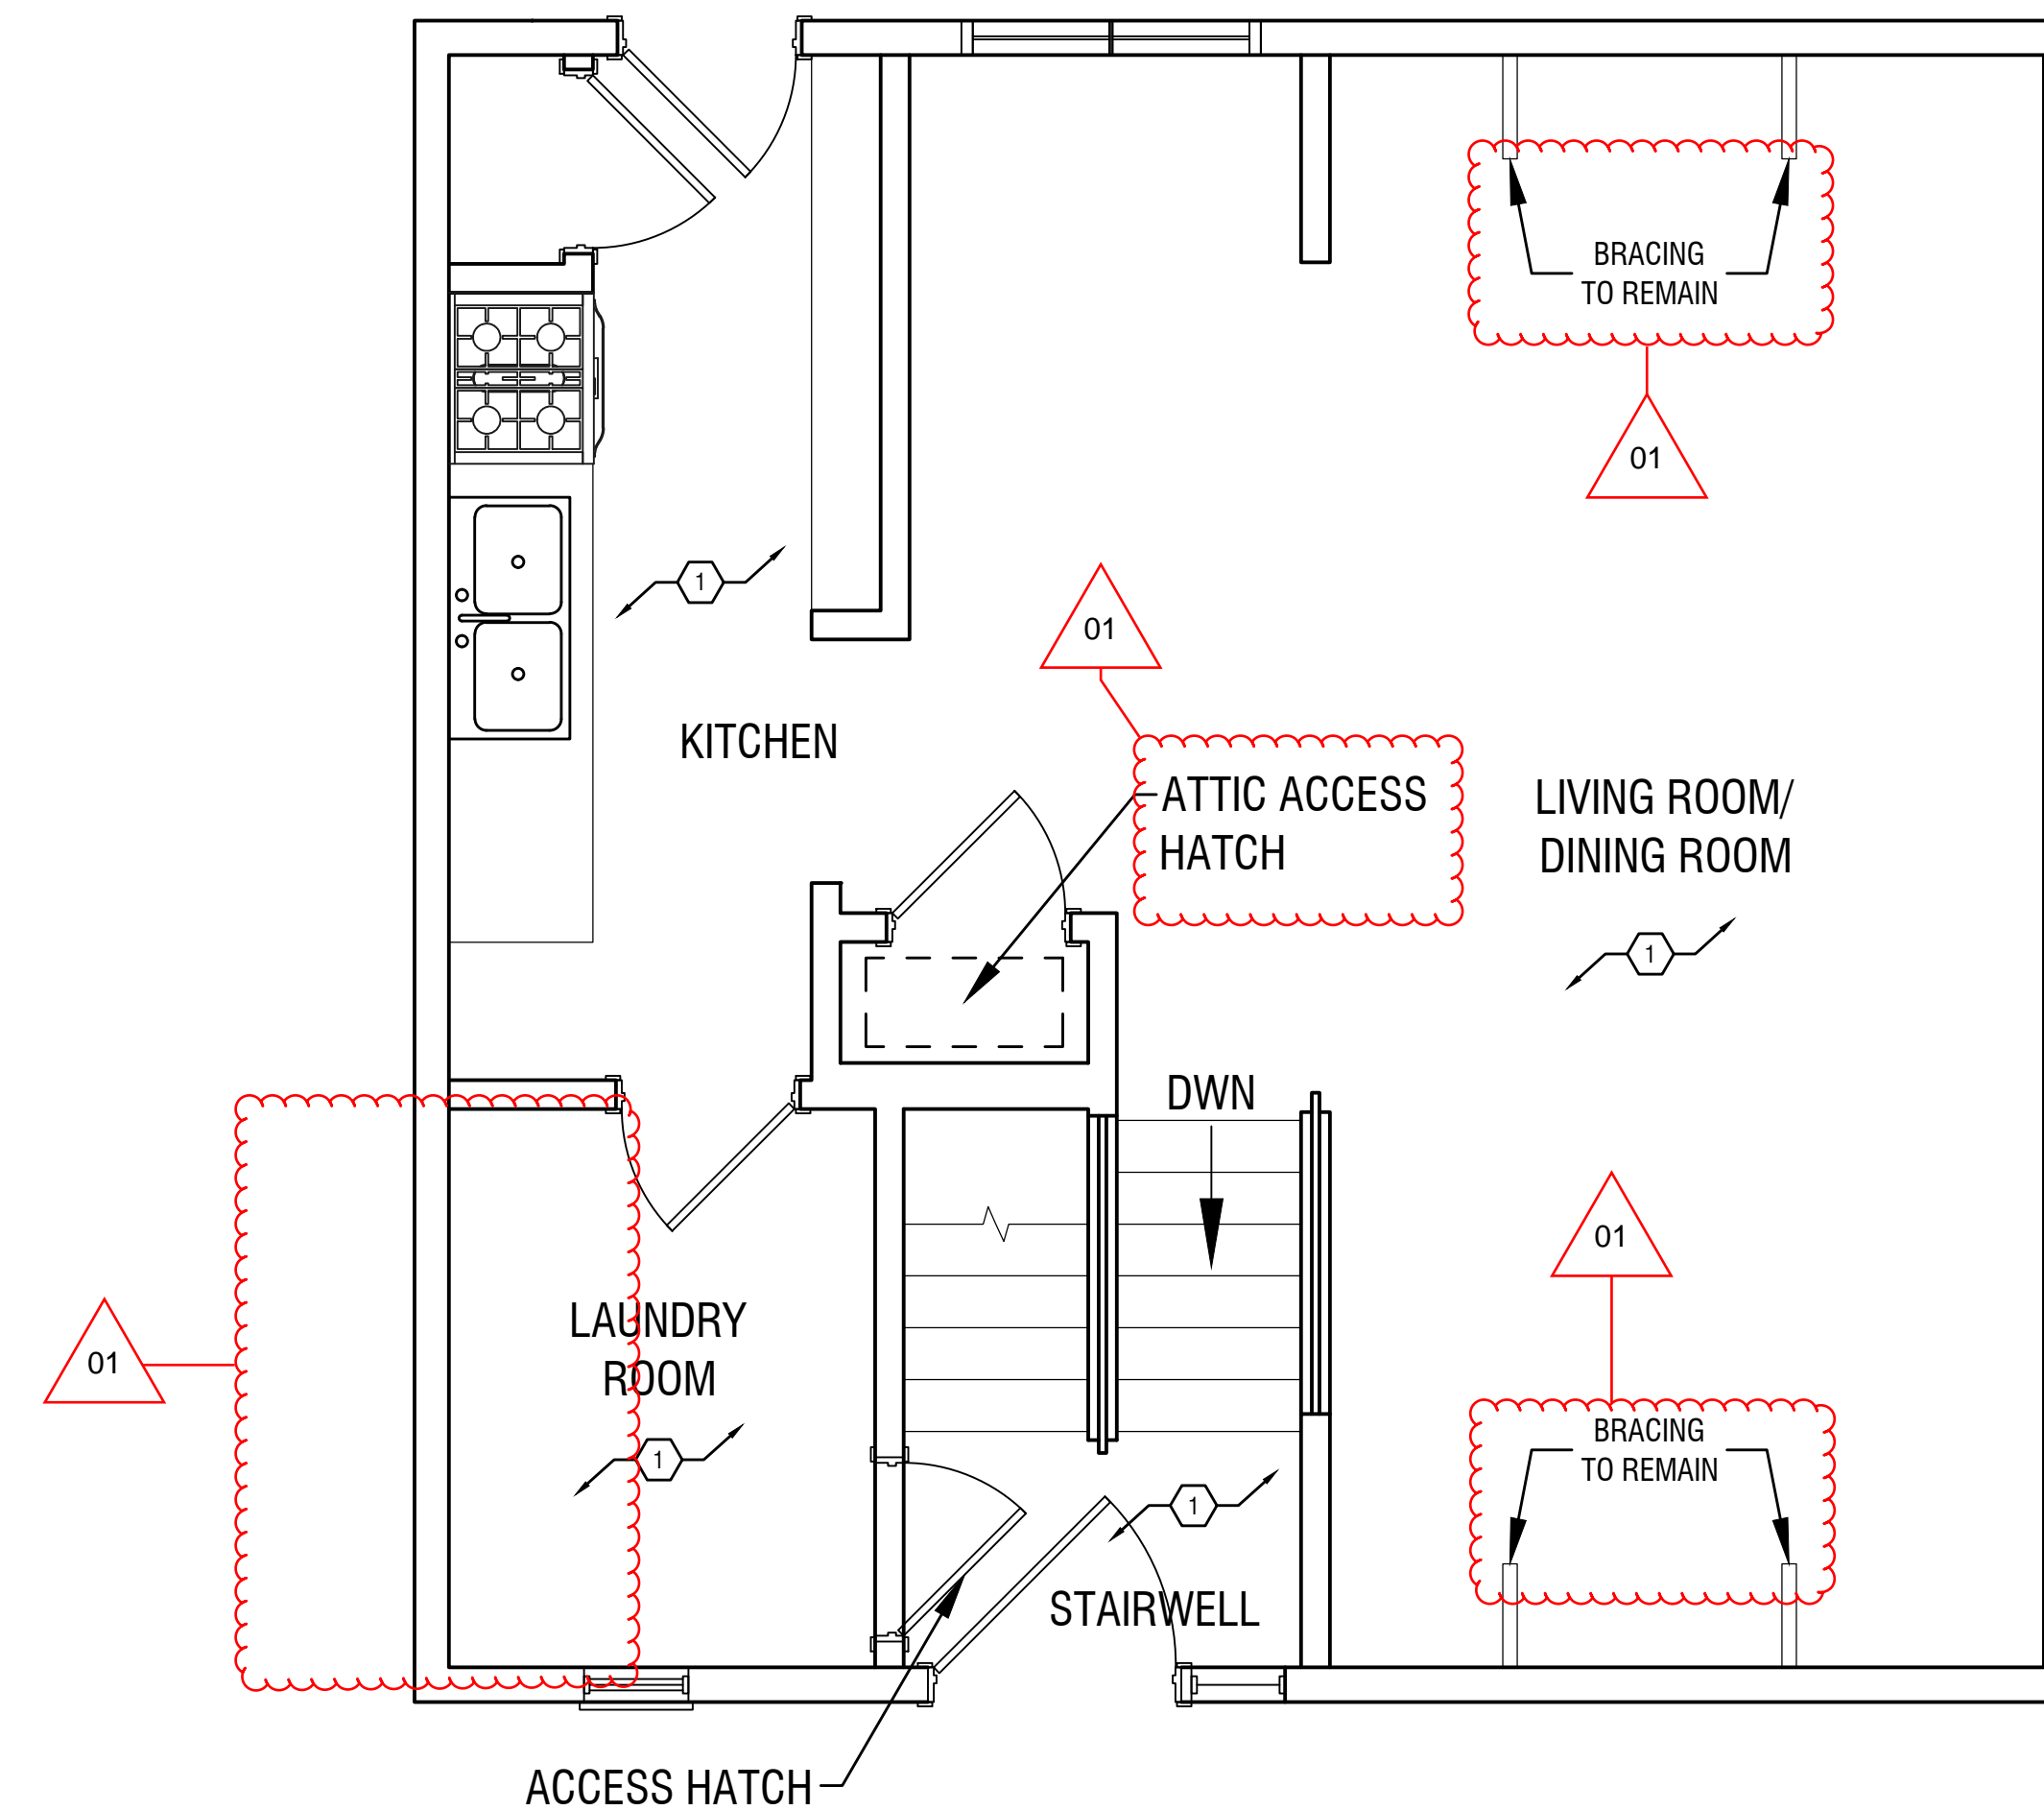 BRACING
TO REMAIN
01
1
01
KITCHEN
ATTIC ACCESS
HATCH
LIVING ROOM/
DINING ROOM
1
DWN
01
01
LAUNDRY
ROOM
BRACING
TO REMAIN
1
1
STAIRWELL
ACCESS HATCH